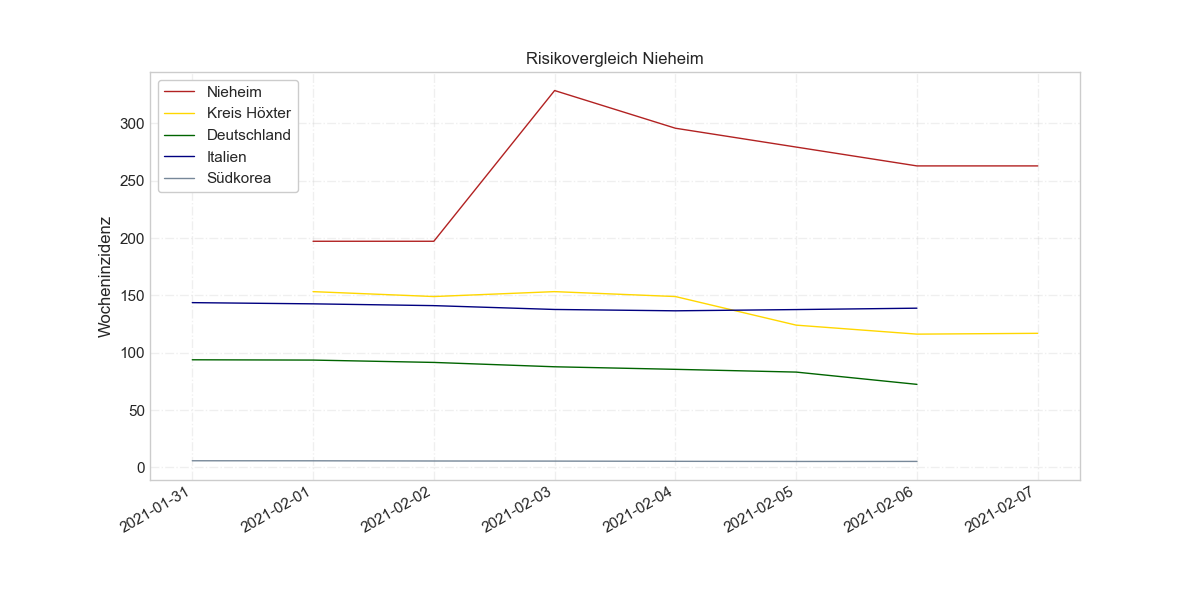 Risikovergleich Nieheim
Nieheim
Kreis Höxter
Deutschland
Italien
Südkorea
Wocheninzidenz
300
250
200
150
100
50
0
2021-01-31
2021-02-01
2021-02-02
2021-02-03
2021-02-04
2021-02-05
2021-02-06
2021-02-07